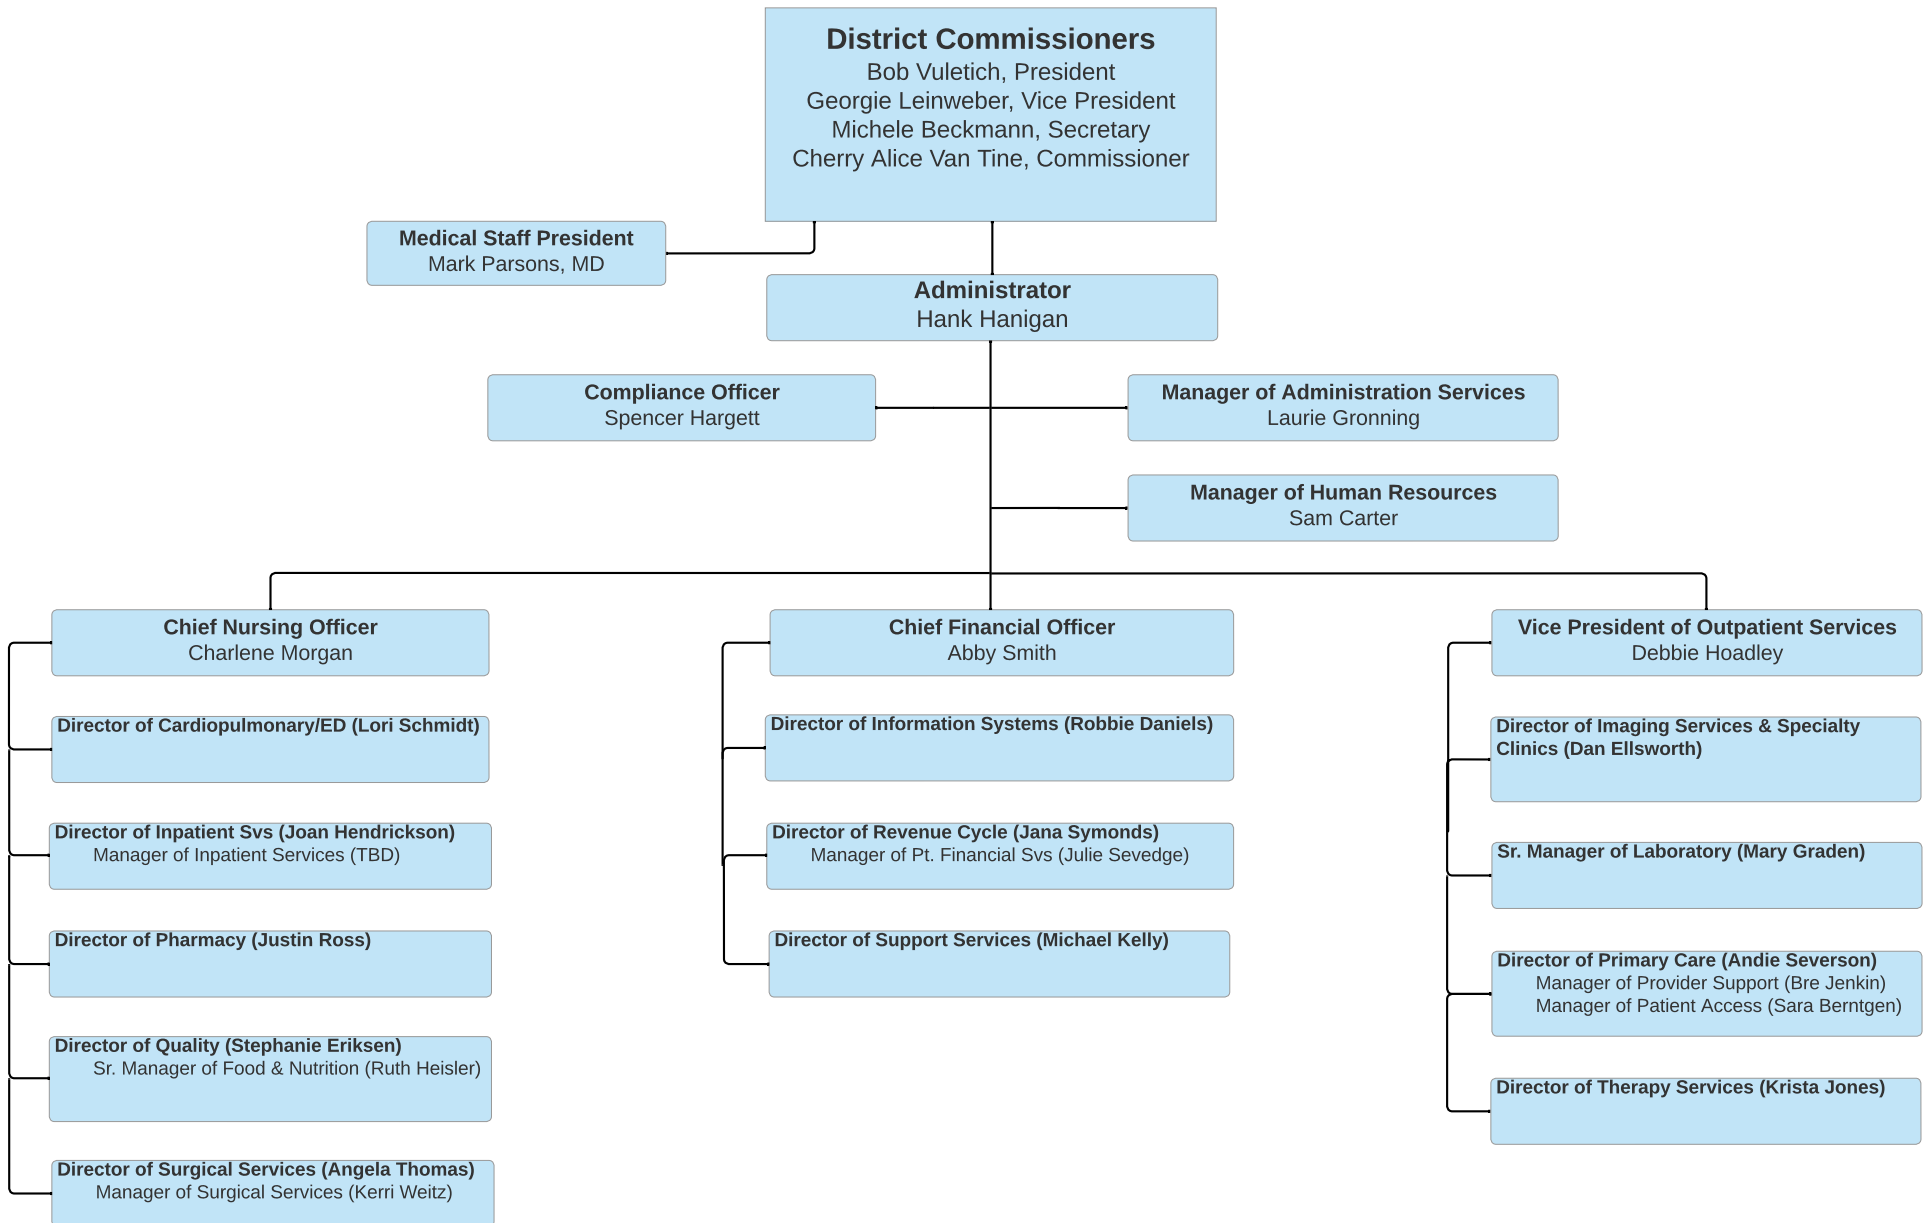 District Commissioners
Bob Vuletich, President
Georgie Leinweber, Vice President
Michele Beckmann, Secretary
Cherry Alice Van Tine, Commissioner
Medical Staff President
Mark Parsons, MD
Administrator
Hank Hanigan
Compliance Officer
Spencer Hargett
Manager of Administration Services
Laurie Gronning
Manager of Human Resources
Sam Carter
Chief Nursing Officer
Charlene Morgan
Director of Cardiopulmonary/ED (Lori Schmidt)
Director of Inpatient Svs (Joan Hendrickson)
Manager of Inpatient Services (TBD)
Director of Pharmacy (Justin Ross)
Director of Quality (Stephanie Eriksen)
Sr. Manager of Food & Nutrition (Ruth Heisler)
Director of Surgical Services (Angela Thomas)
Manager of Surgical Services (Kerri Weitz)
Chief Financial Officer
Abby Smith
Director of Information Systems (Robbie Daniels)
Director of Revenue Cycle (Jana Symonds)
Manager of Pt. Financial Svs (Julie Sevedge)
Director of Support Services (Michael Kelly)
Vice President of Outpatient Services
Debbie Hoadley
Director of Imaging Services & Specialty
Clinics (Dan Ellsworth)
Sr. Manager of Laboratory (Mary Graden)
Director of Primary Care (Andie Severson)
Manager of Provider Support (Bre Jenkin)
Manager of Patient Access (Sara Berntgen)
Director of Therapy Services (Krista Jones)